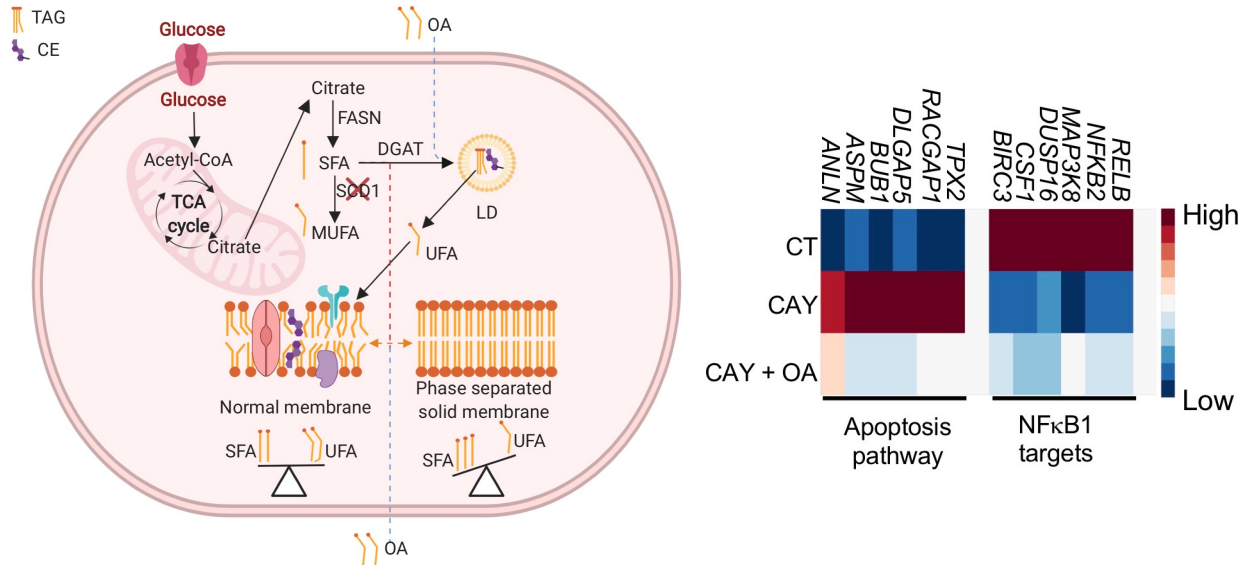 TAG
CE
Glucose
Glucose
OA
Citrate
FASN
Acetyl-CoA
SFA
DGAT
SCD1
LD
TCA
cycle
Citrate
MUFA
UFA
Normal membrane
Phase separated
solid membrane
SFA
UFA
SFA
UFA
OA
ANLN
ASPM
BUB1
DLGAP5
RACGAP1
TPX2
BIRC3
CSF1
DUSP16
MAP3K8
NFKB2
RELB
CT
CAY
CAY + OA
High
Low
Apoptosis
pathway
NFκB1
targets